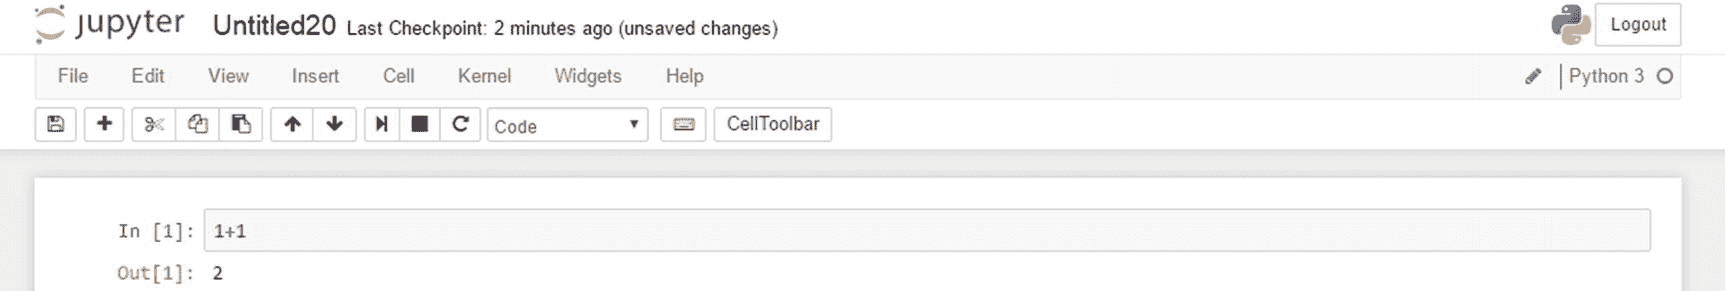 jupyter Untitled20 Last Checkpoint: 2 minutes ago (unsaved changes) Logout
File Edit View Insert Cell Kernel Widgets Help Python 3
Code CellToolbar
In [1]: 1+1
Out[1]: 2